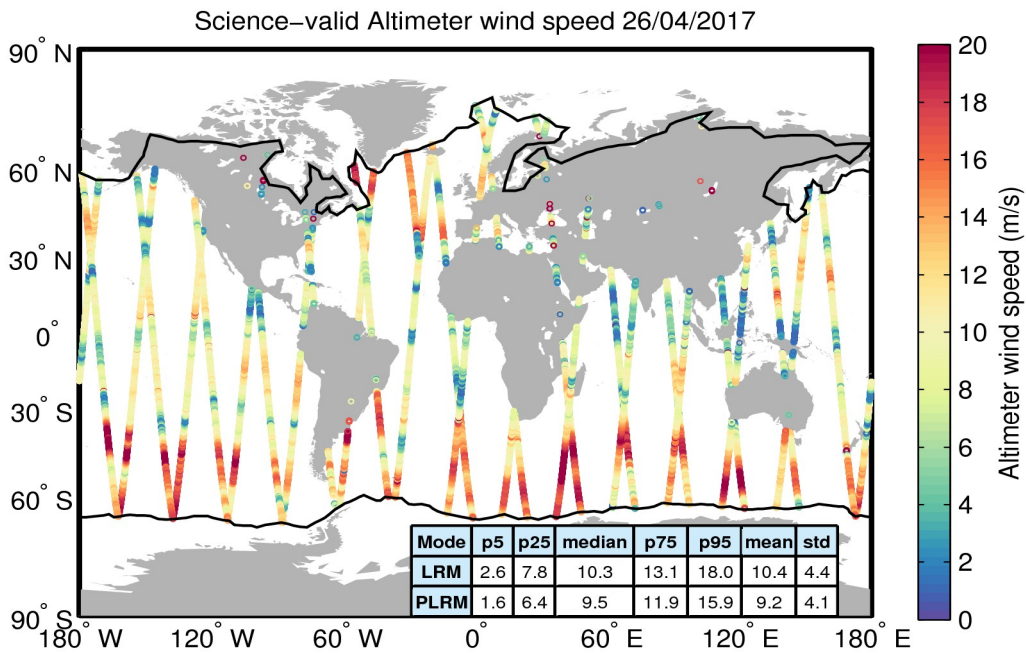 Science−valid Altimeter wind speed 26/04/2017
90° N
60° N
30° N
0°
30° S
60° S
90° S
180° W
120° W
60° W
0°
60° E
120° E
180° E
Mode p5 p25 median p75 p95 mean std
LRM 2.6 7.8 10.3 13.1 18.0 10.4 4.4
PLRM 1.6 6.4 9.5 11.9 15.9 9.2 4.1
20
18
16
14
12
10
8
6
4
2
0
Altimeter wind speed (m/s)